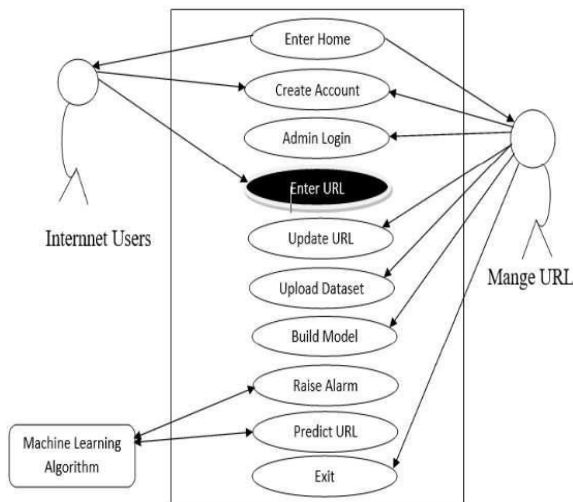 Enter Home
Create Account
Admin Login
Enter URL
Internnet Users
Update URL
Mange URL
Upload Dataset
Build Model
Raise Alarm
Machine Learning
Algorithm
Predict URL
Exit